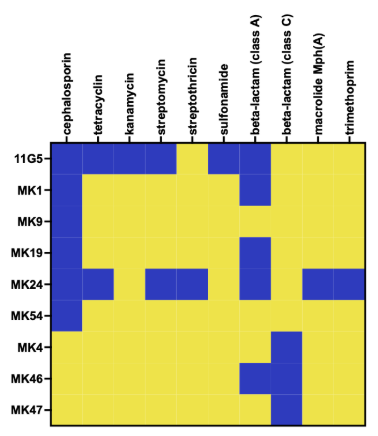 cephalosporin
tetracyclin
kanamycin
streptomycin
streptothricin
sulfonamide
beta-lactam (class A)
beta-lactam (class C)
macrolide Mph(A)
trimethoprim
11G5
MK1
MK9
MK19
MK24
MK54
MK4
MK46
MK47